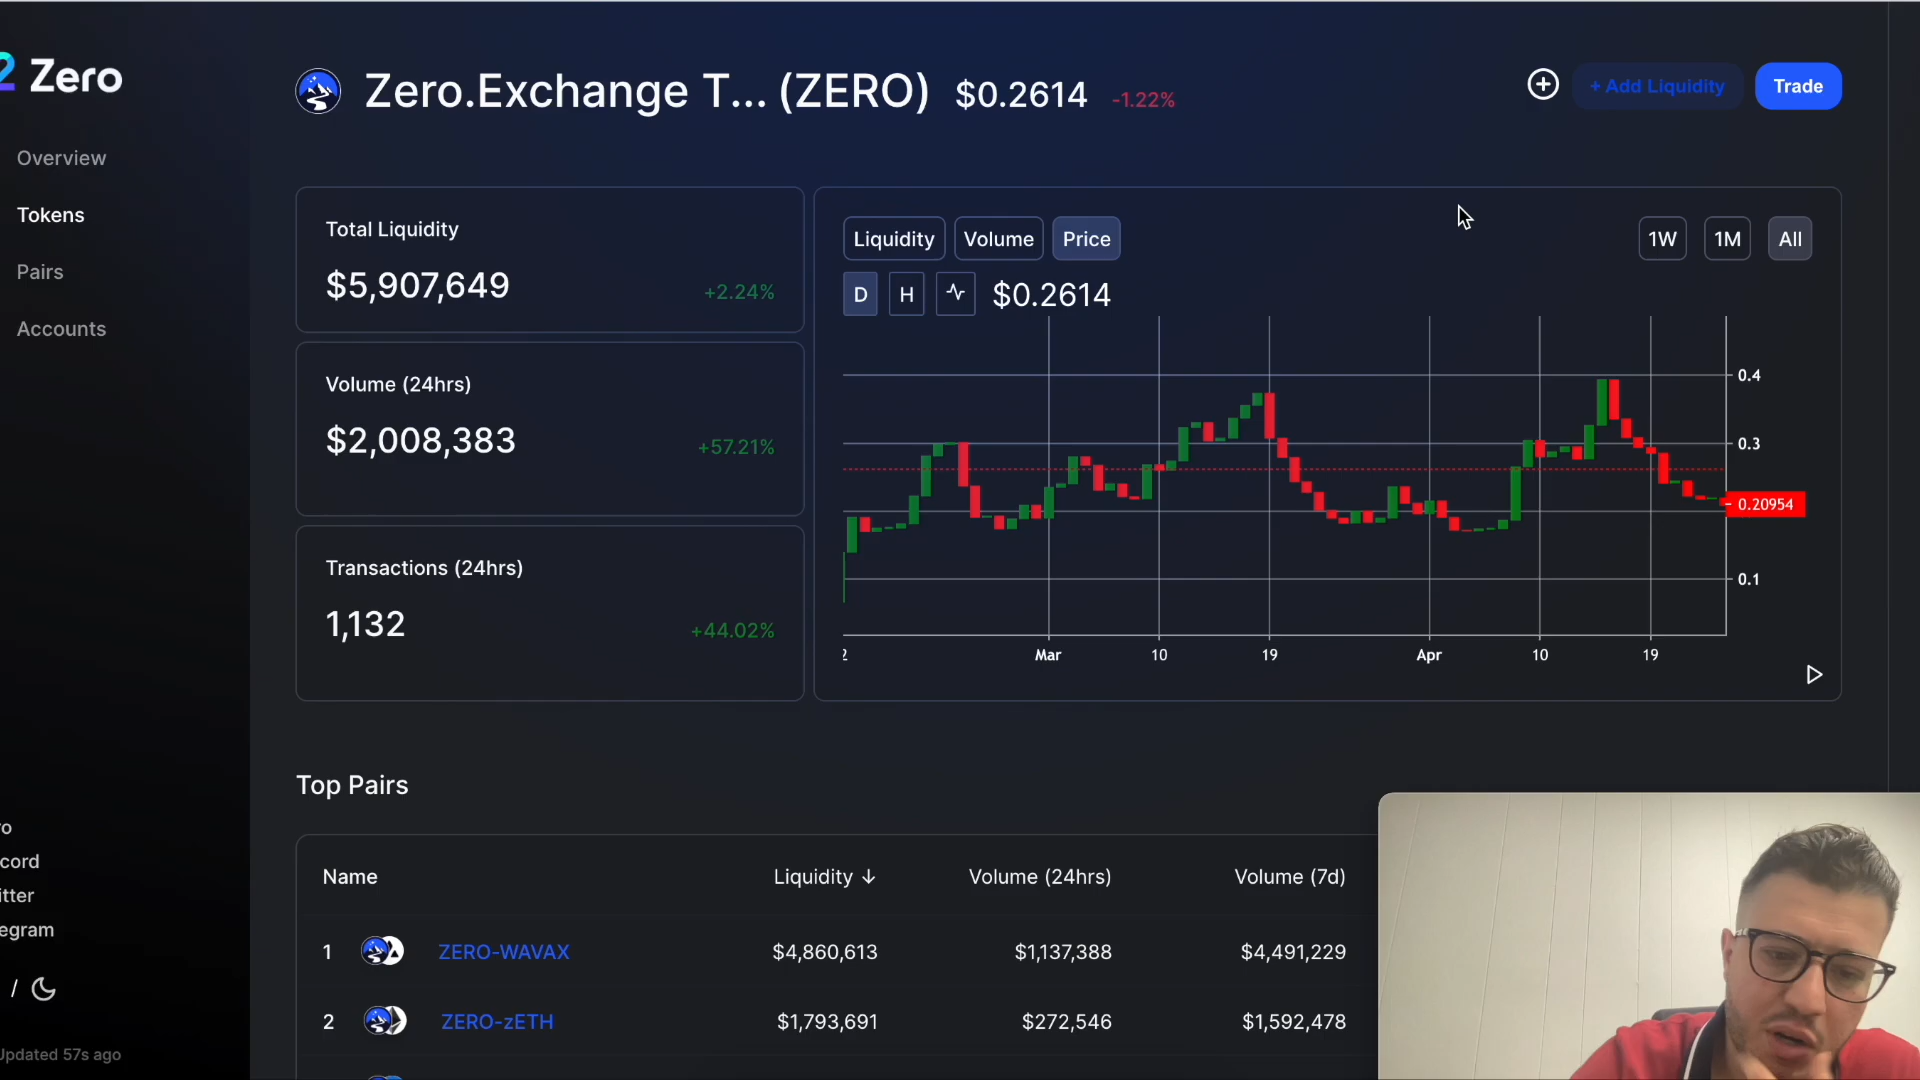 Zero
Overview
Tokens
Pairs
Accounts
ro
cord
itter
egram
/
Updated 57s ago
Zero.Exchange T... (ZERO) $0.2614 -1.22%
+ Add Liquidity
Trade
Total Liquidity
$5,907,649 +2.24%
Volume (24hrs)
$2,008,383 +57.21%
Transactions (24hrs)
1,132 +44.02%
Liquidity Volume Price
1W 1M All
D H $0.2614
0.4
0.3
0.20954
0.1
2 Mar 10 19 Apr 10 19
Top Pairs
Name Liquidity ↓ Volume (24hrs) Volume (7d)
1 ZERO-WAVAX $4,860,613 $1,137,388 $4,491,229
2 ZERO-zETH $1,793,691 $272,546 $1,592,478